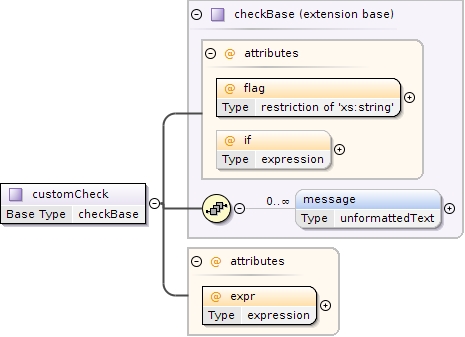 checkBase (extension base)
@ attributes
@ flag
Type restriction of 'xs:string'
@ if
Type expression
customCheck
Base Type checkBase
0..∞
message
Type unformattedText
@ attributes
@ expr
Type expression